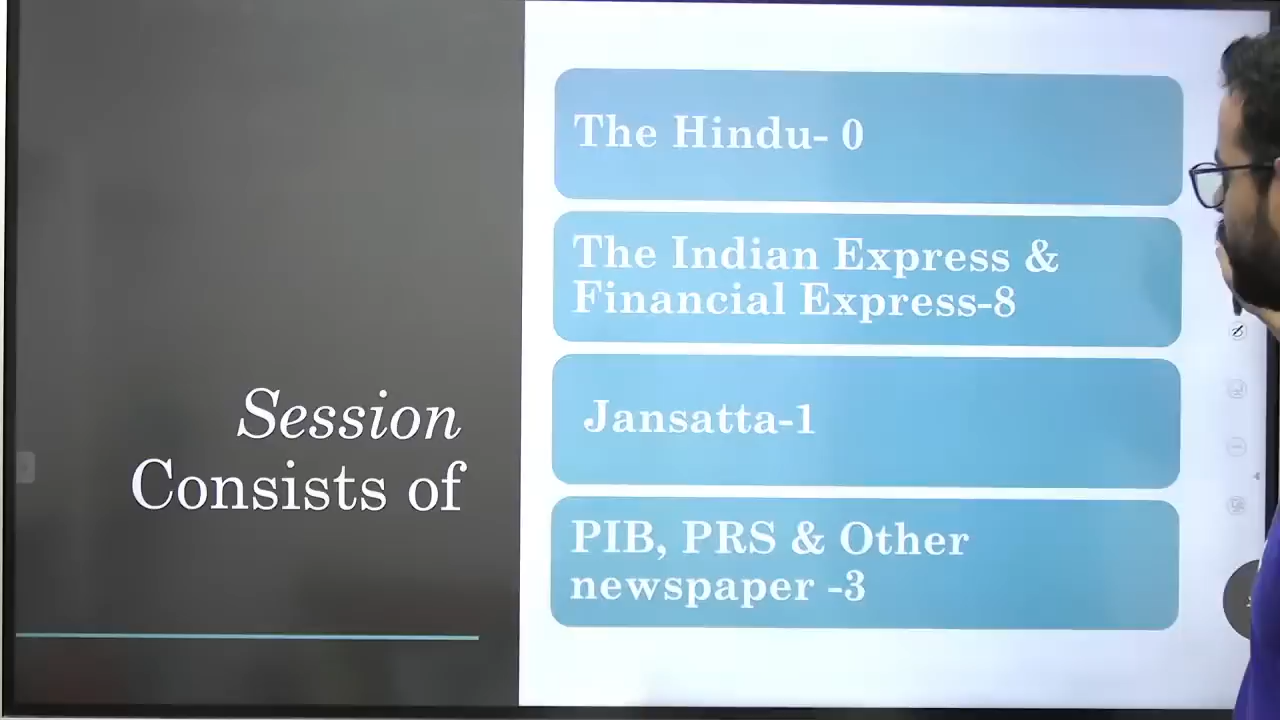 Session
Consists of
The Hindu- 0
The Indian Express &
Financial Express-8
Jansatta-1
PIB, PRS & Other
newspaper -3